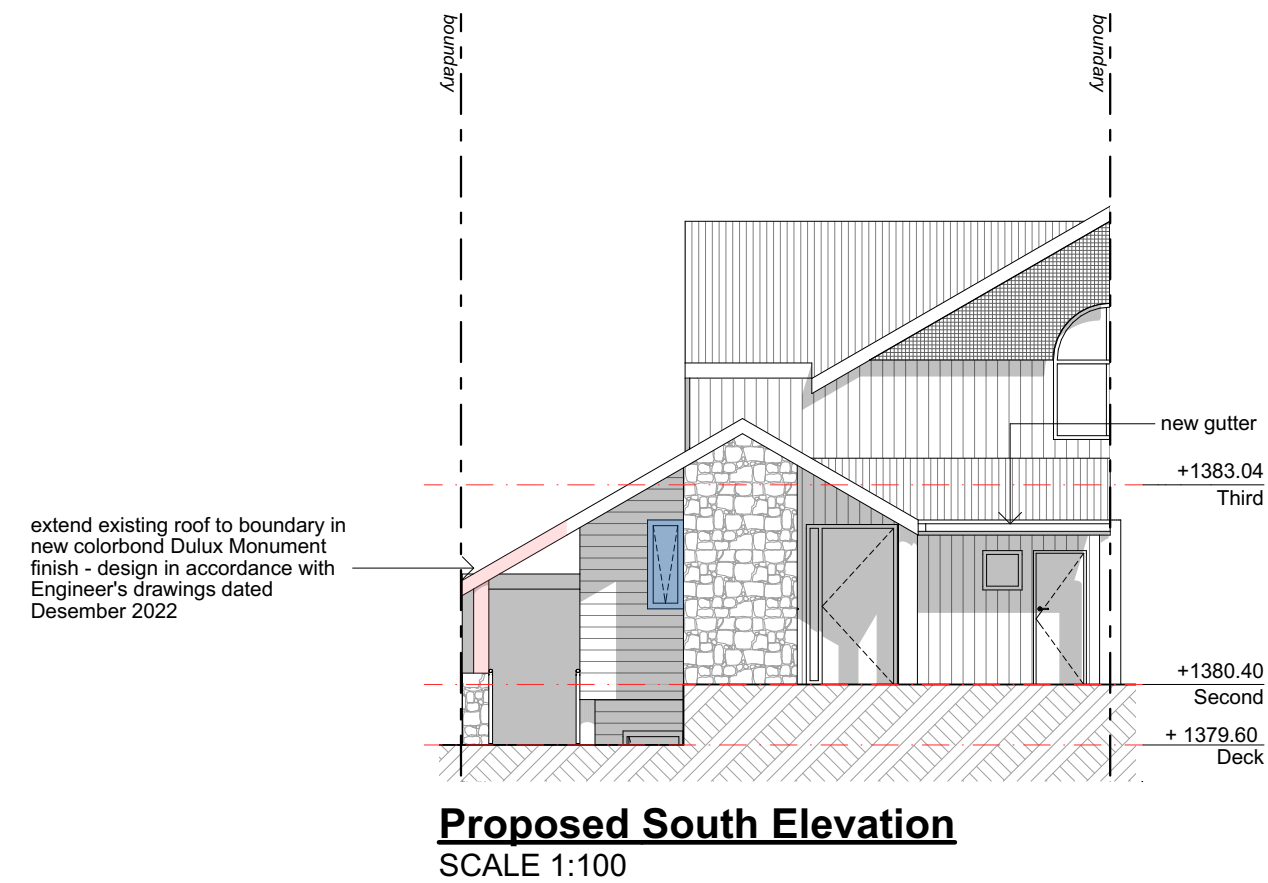 boundary
boundary
new gutter
+1383.04
Third
extend existing roof to boundary in
new colorbond Dulux Monument
finish - design in accordance with
Engineer's drawings dated
Desember 2022
+1380.40
Second
+ 1379.60
Deck
Proposed South Elevation
SCALE 1:100